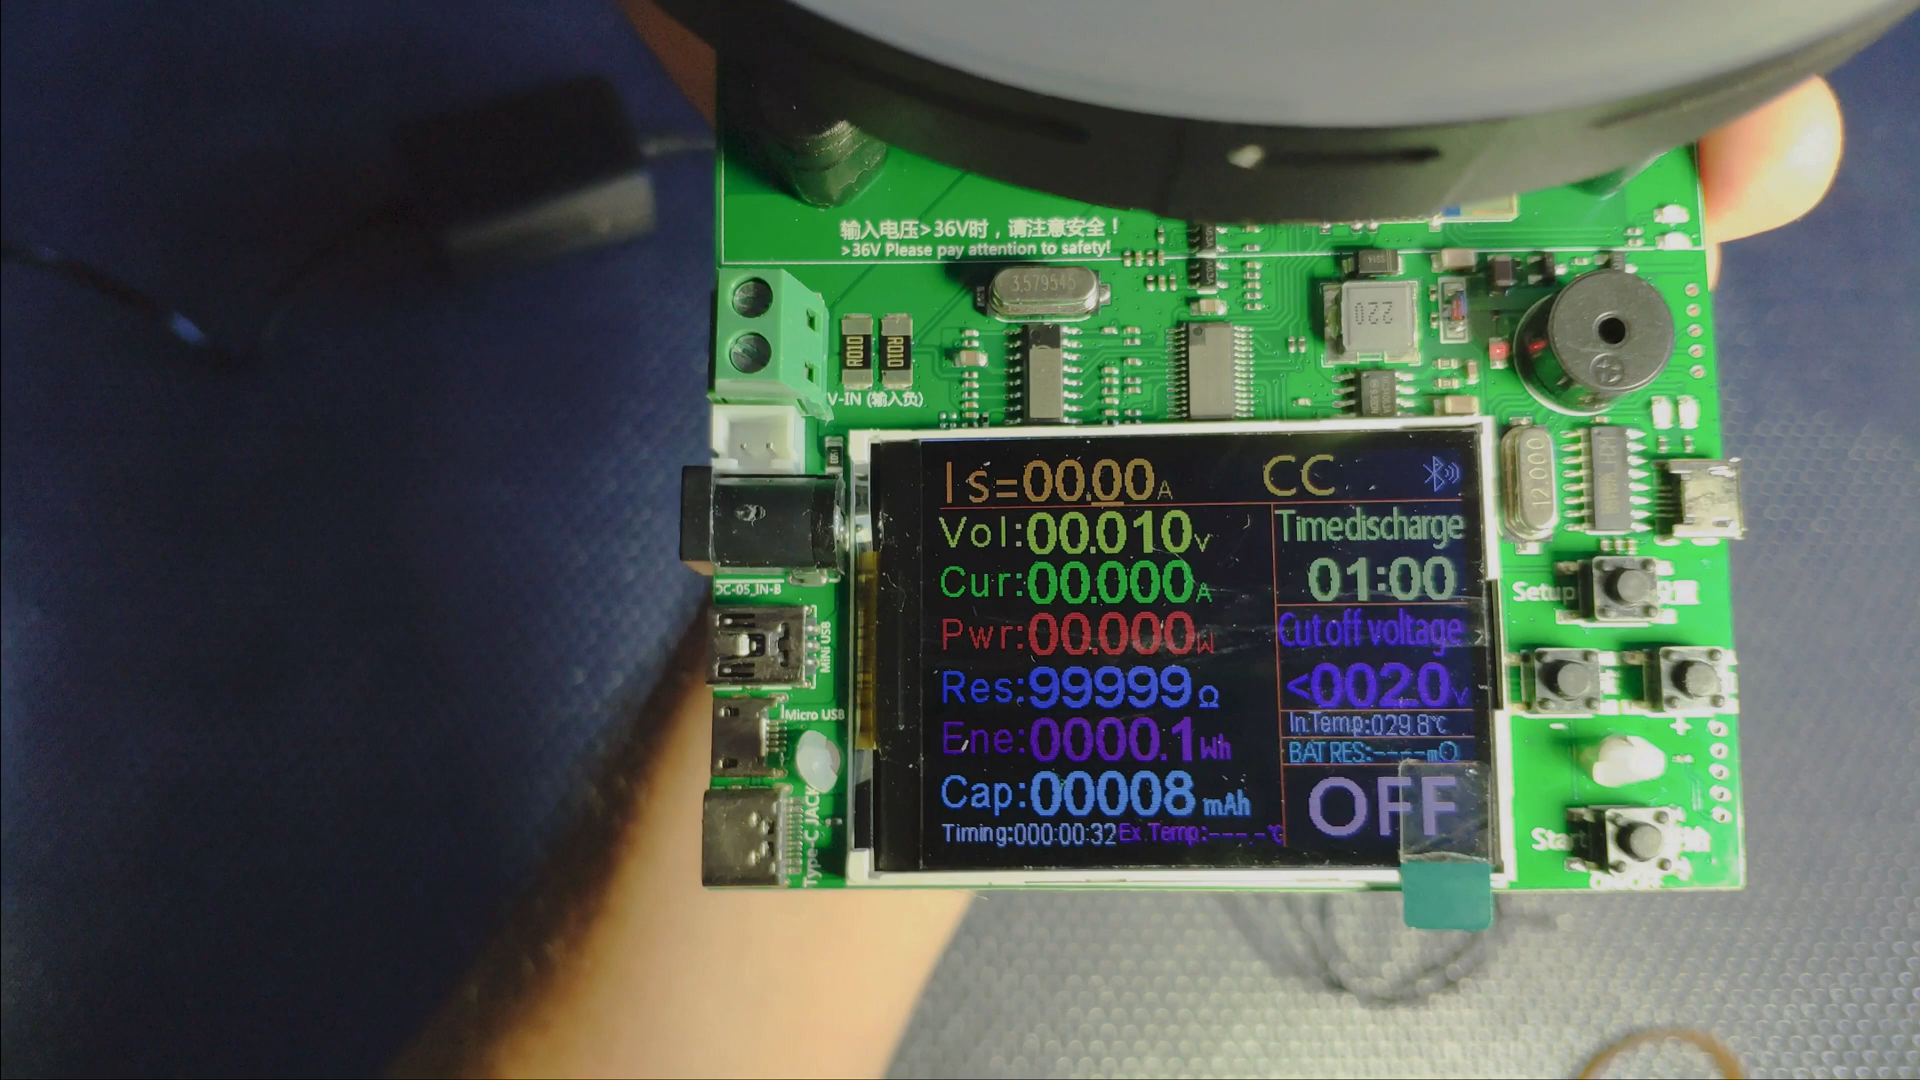 输入电压>36V时，请注意安全！
>36V Please pay attention to safety!
3.579545
220
R010
R010
V-IN (输入负)
Is=00.00A
CC
Vol:00.010V
Timedischarge
Cur:00.000A
01:00
12.000
DC-05_IN-B
Setup
Pwr:00.000W
Cutoff voltage
MiNi USB
Res:99999Ω
<002.0V
Micro USB
- +
In.Temp:029.8℃
Ene:0000.1Wh
BAT RES:----mΩ
Type-C JACK
Cap:00008mAh
OFF
Timing:000:00:32
Ex.Temp:---.-℃